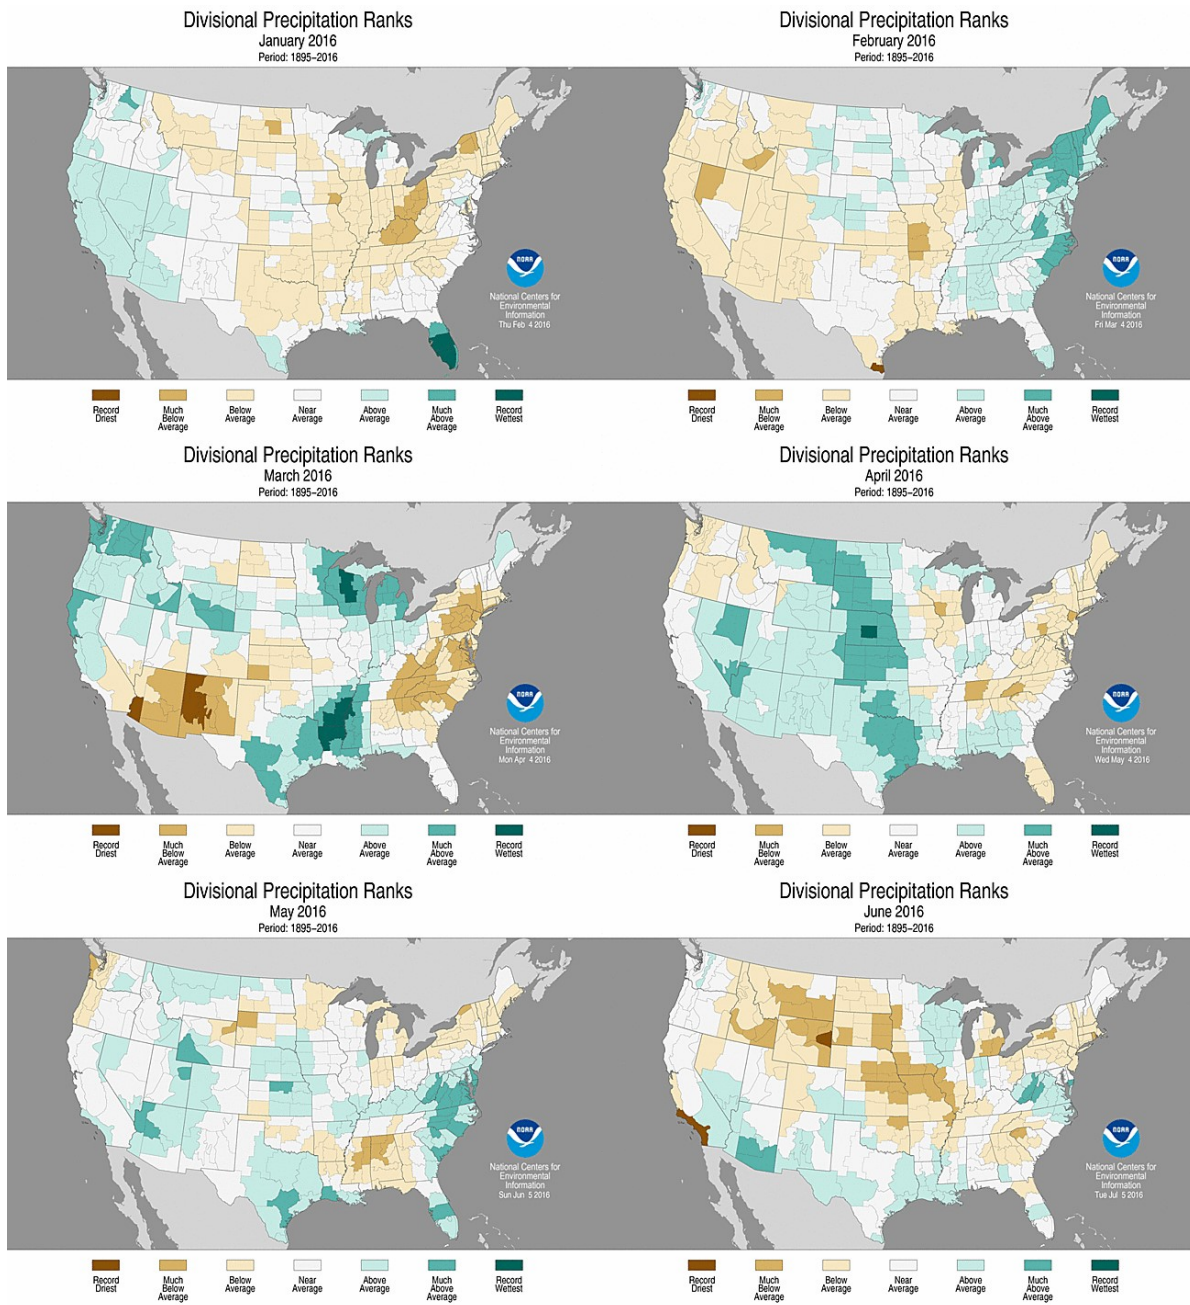 Divisional Precipitation Ranks
January 2016
Period: 1895–2016
NOAA
National Centers for
Environmental
Information
Thu Feb 4 2016
Record
Driest
Much
Below
Average
Below
Average
Near
Average
Above
Average
Much
Above
Average
Record
Wettest
Divisional Precipitation Ranks
February 2016
Period: 1895–2016
NOAA
National Centers for
Environmental
Information
Fri Mar 4 2016
Record
Driest
Much
Below
Average
Below
Average
Near
Average
Above
Average
Much
Above
Average
Record
Wettest
Divisional Precipitation Ranks
March 2016
Period: 1895–2016
NOAA
National Centers for
Environmental
Information
Mon Apr 4 2016
Record
Driest
Much
Below
Average
Below
Average
Near
Average
Above
Average
Much
Above
Average
Record
Wettest
Divisional Precipitation Ranks
April 2016
Period: 1895–2016
NOAA
National Centers for
Environmental
Information
Wed May 4 2016
Record
Driest
Much
Below
Average
Below
Average
Near
Average
Above
Average
Much
Above
Average
Record
Wettest
Divisional Precipitation Ranks
May 2016
Period: 1895–2016
NOAA
National Centers for
Environmental
Information
Sun Jun 5 2016
Record
Driest
Much
Below
Average
Below
Average
Near
Average
Above
Average
Much
Above
Average
Record
Wettest
Divisional Precipitation Ranks
June 2016
Period: 1895–2016
NOAA
National Centers for
Environmental
Information
Tue Jul 5 2016
Record
Driest
Much
Below
Average
Below
Average
Near
Average
Above
Average
Much
Above
Average
Record
Wettest